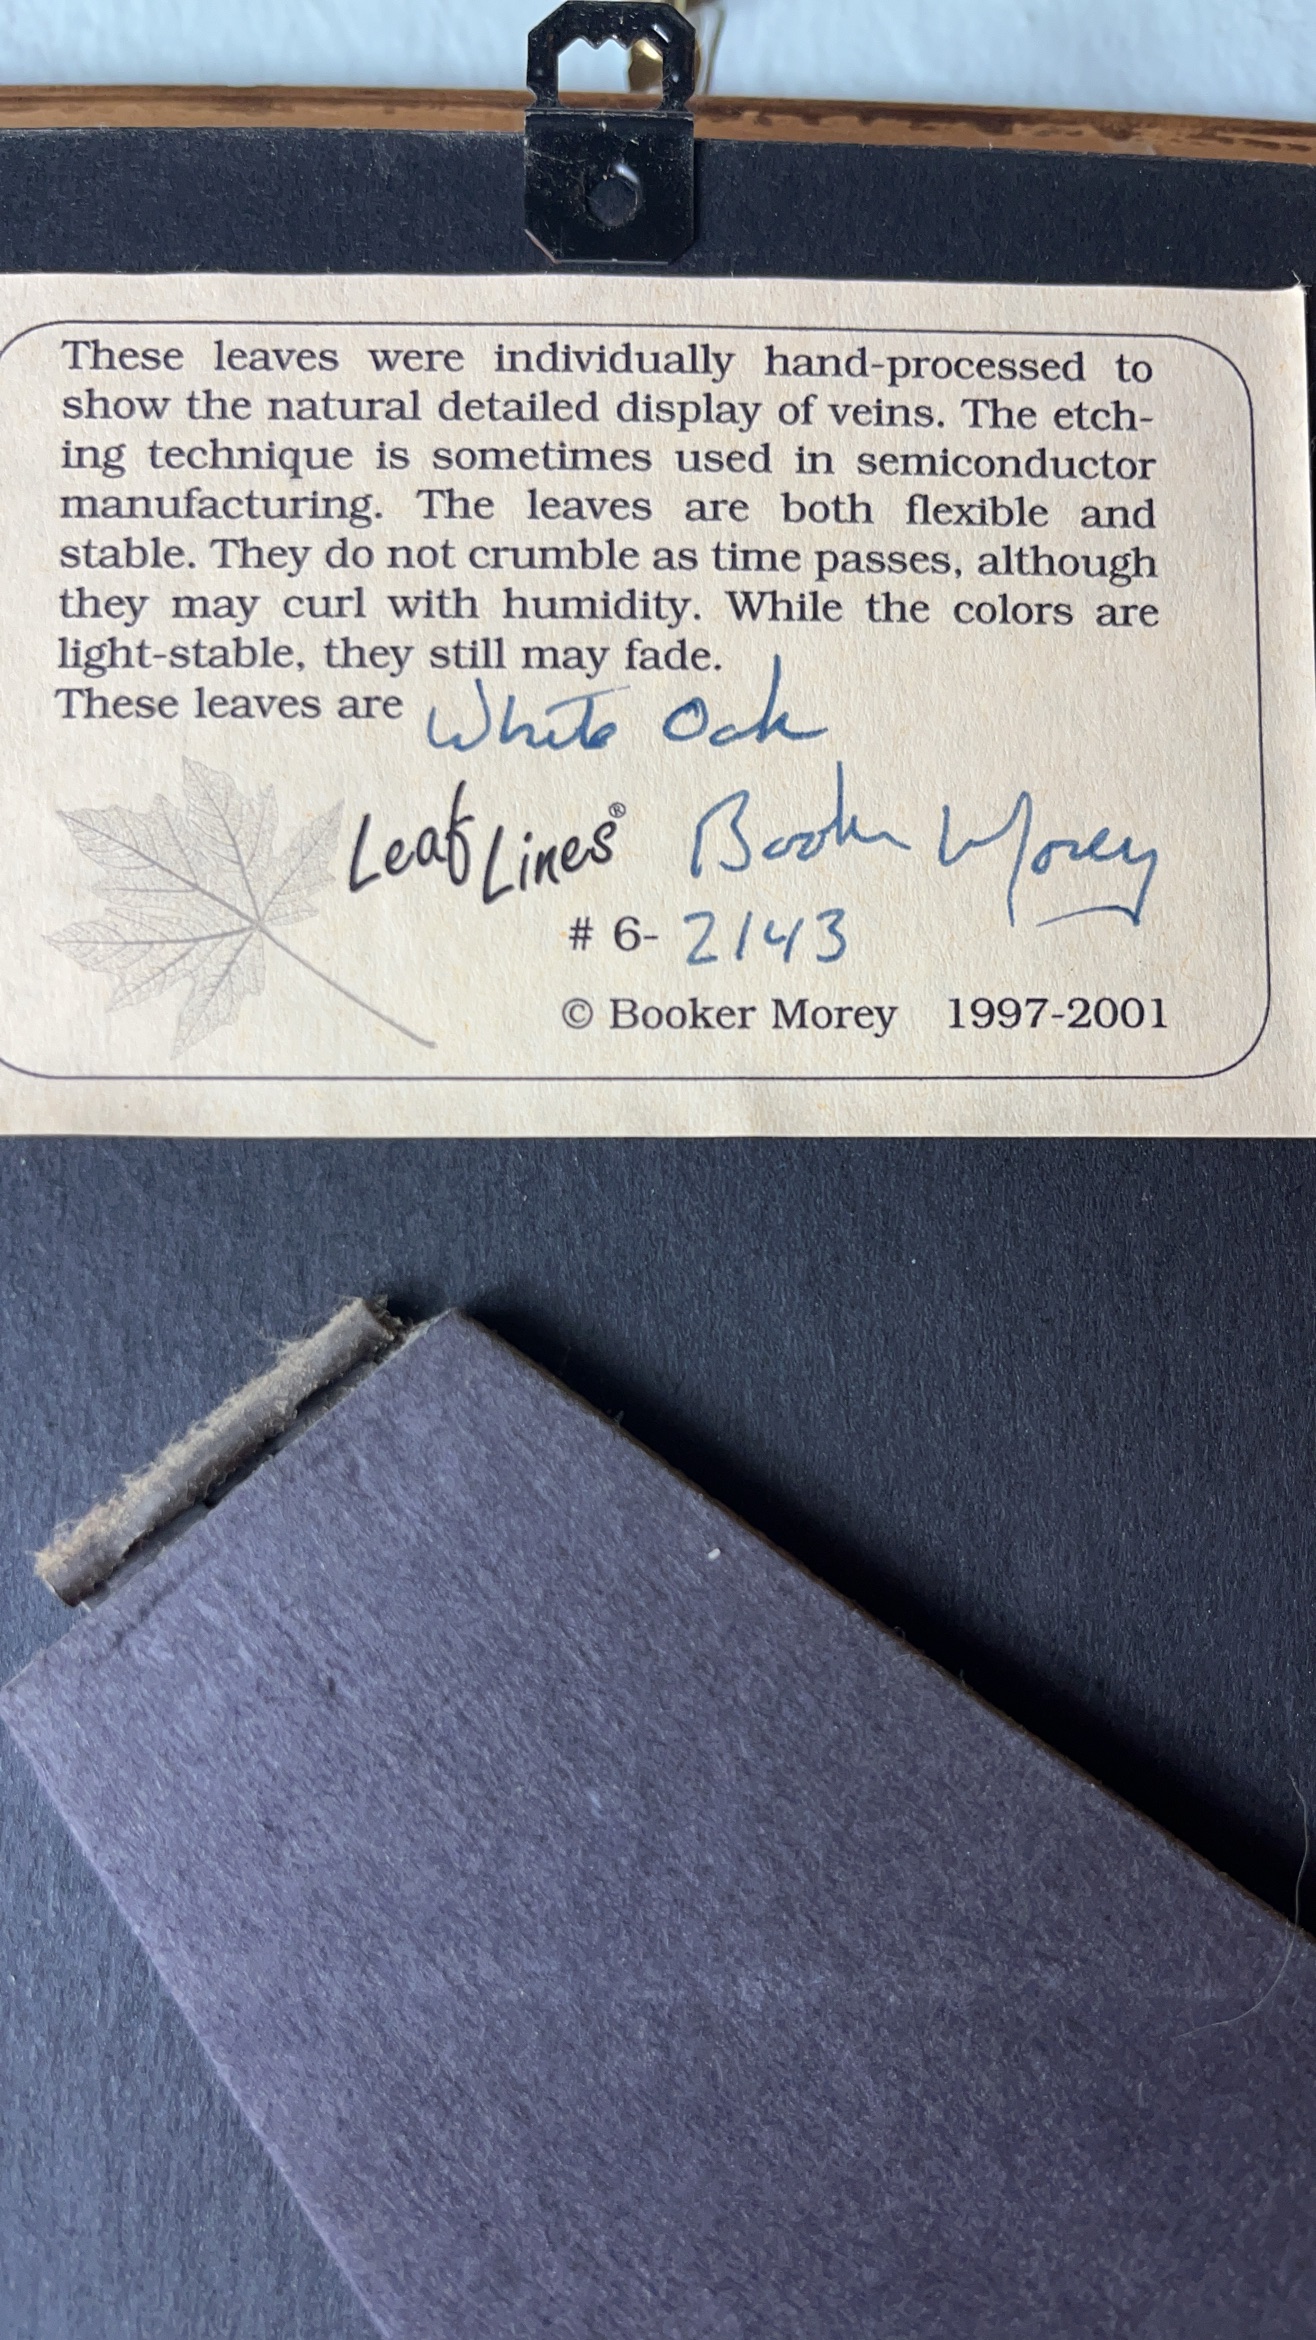 These leaves were individually hand-processed to
show the natural detailed display of veins. The etch-
ing technique is sometimes used in semiconductor
manufacturing. The leaves are both flexible and
stable. They do not crumble as time passes, although
they may curl with humidity. While the colors are
light-stable, they still may fade.
These leaves are White Oak
Leaf Lines® Booker Morey
# 6- 2143
© Booker Morey 1997-2001